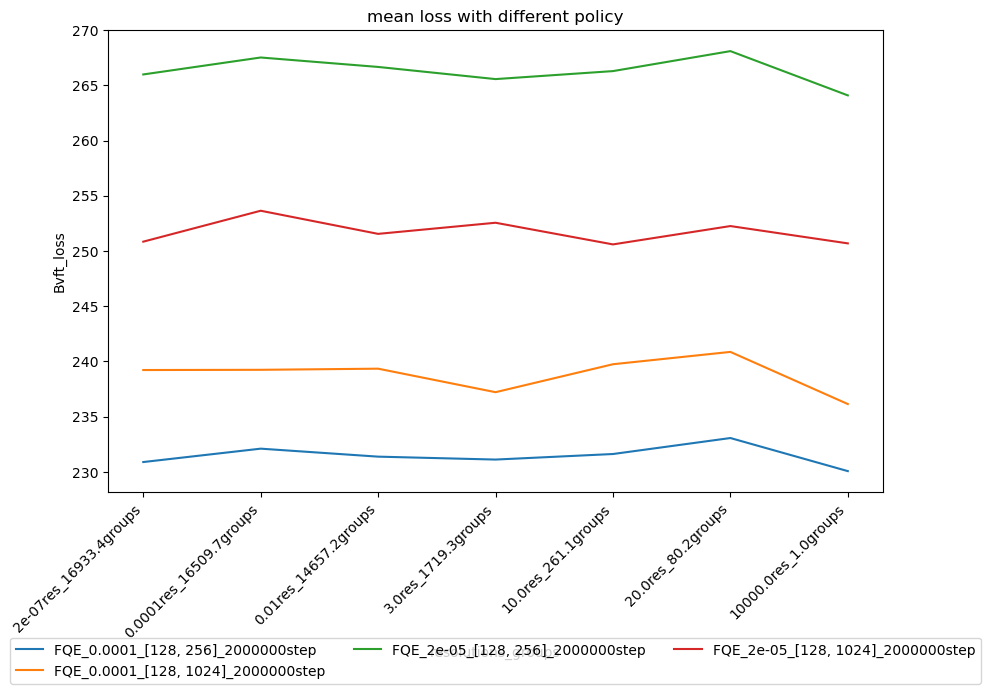 mean loss with different policy
270
265
260
255
250
245
240
235
230
Bvft_loss
2e-07res_16933.4groups
0.0001res_16509.7groups
0.01res_14657.2groups
3.0res_1719.3groups
10.0res_261.1groups
20.0res_80.2groups
10000.0res_1.0groups
FQE_0.0001_[128, 256]_2000000step
FQE_2e-05_[128, 256]_2000000step
FQE_2e-05_[128, 1024]_2000000step
FQE_0.0001_[128, 1024]_2000000step